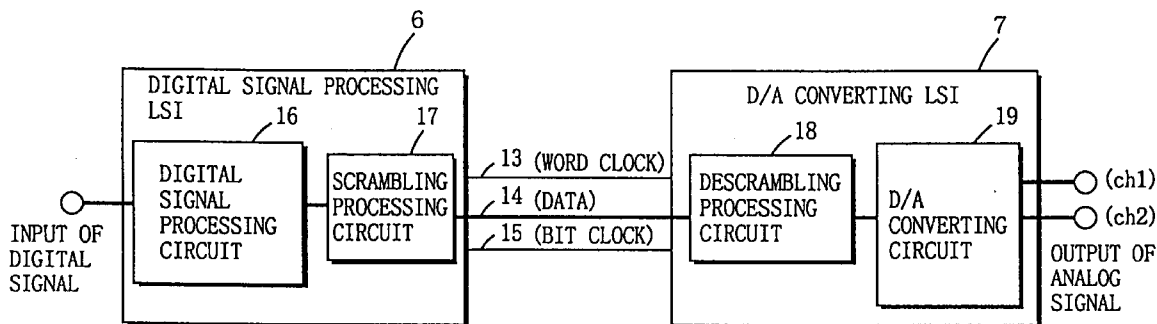 6
DIGITAL SIGNAL PROCESSING
LSI
16
17
DIGITAL
SIGNAL
PROCESSING
CIRCUIT
SCRAMBLING
PROCESSING
CIRCUIT
INPUT OF
DIGITAL
SIGNAL
13 (WORD CLOCK)
14 (DATA)
15 (BIT CLOCK)
7
D/A CONVERTING LSI
18
19
DESCRAMBLING
PROCESSING
CIRCUIT
D/A
CONVERTING
CIRCUIT
(ch1)
(ch2)
OUTPUT OF
ANALOG
SIGNAL